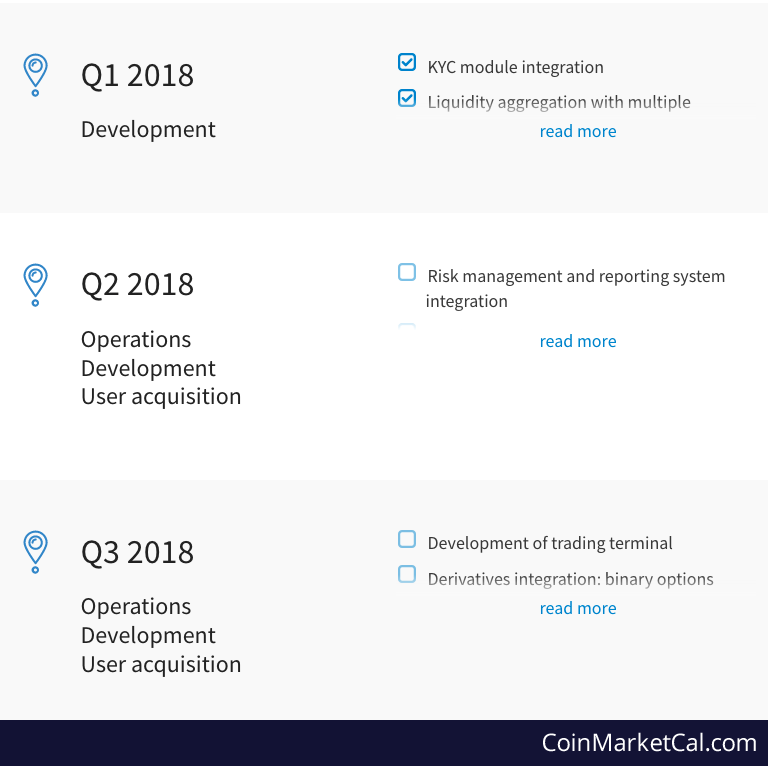 Q1 2018
Development
KYC module integration
Liquidity aggregation with multiple
read more
Q2 2018
Operations
Development
User acquisition
Risk management and reporting system
integration
read more
Q3 2018
Operations
Development
User acquisition
Development of trading terminal
Derivatives integration: binary options
read more
CoinMarketCal.com